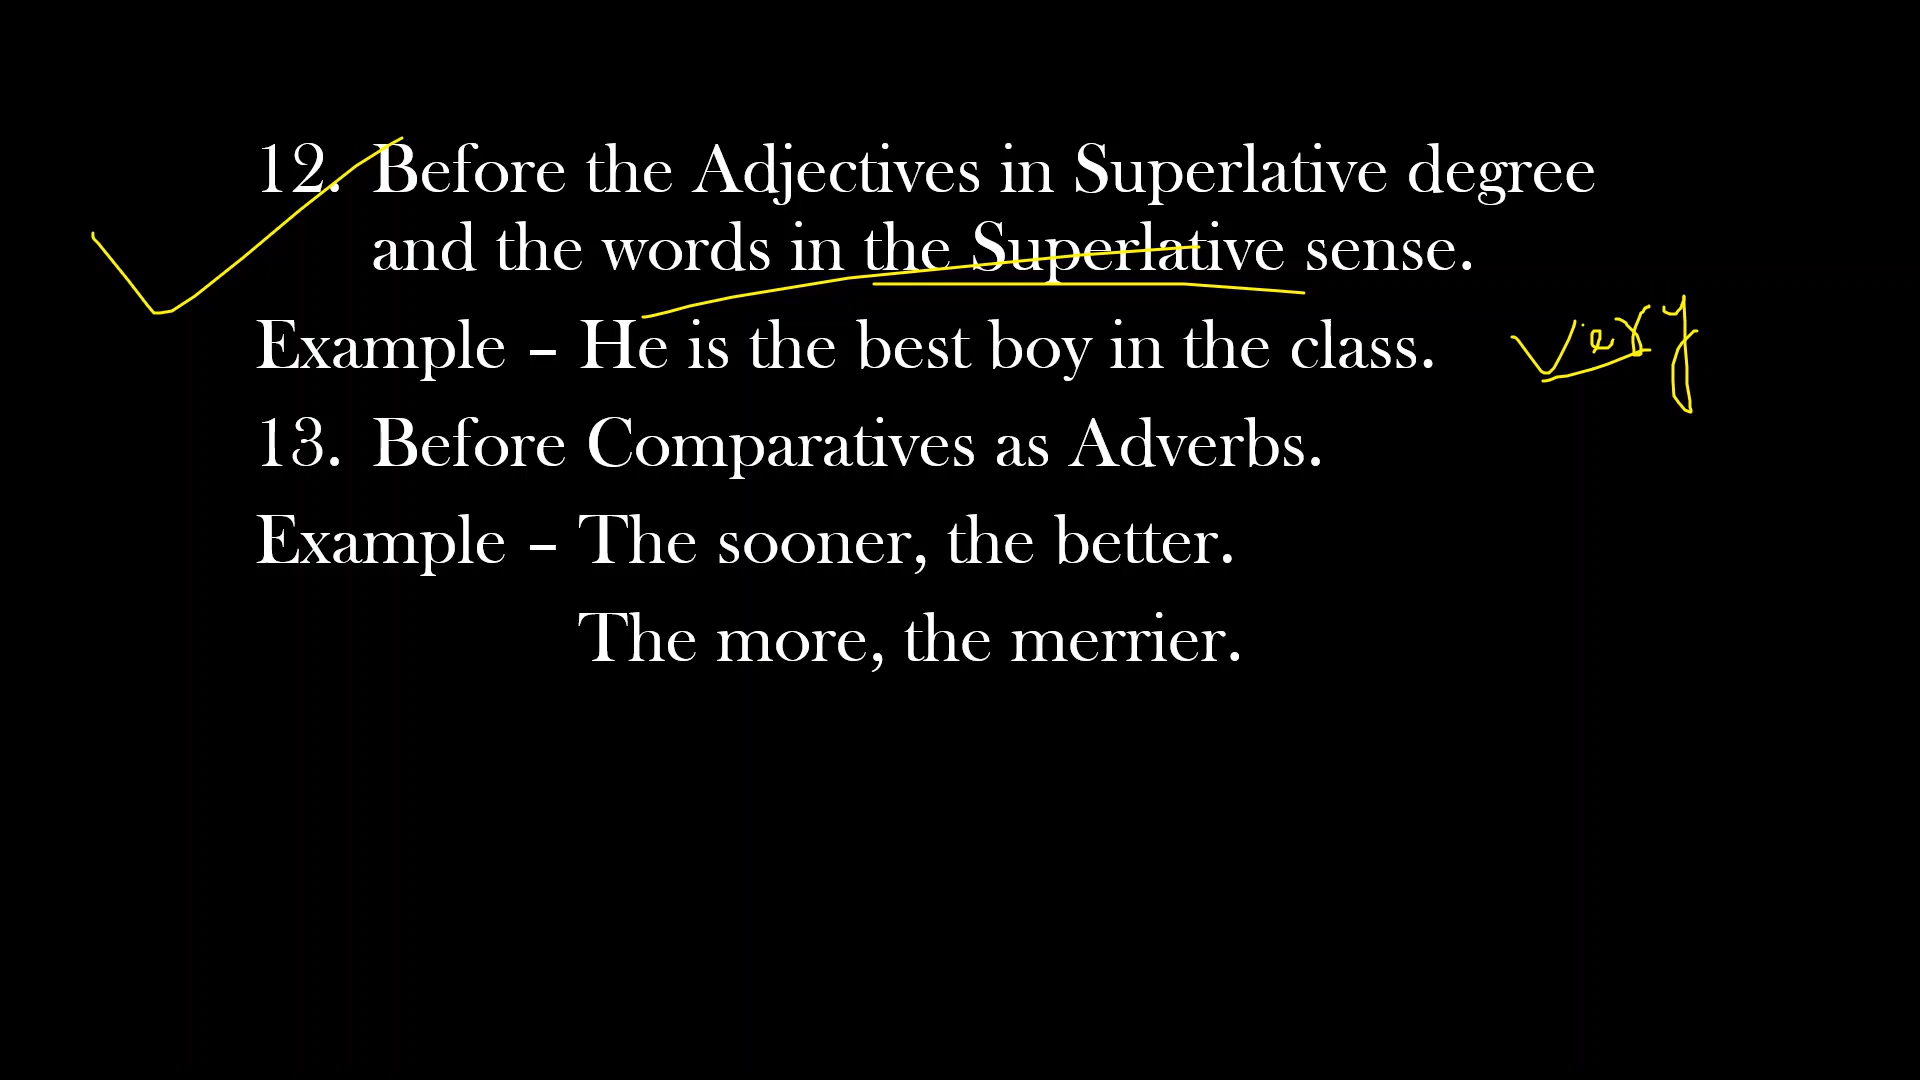 12. Before the Adjectives in Superlative degree
and the words in the Superlative sense.
Example – He is the best boy in the class.
very
13. Before Comparatives as Adverbs.
Example – The sooner, the better.
The more, the merrier.